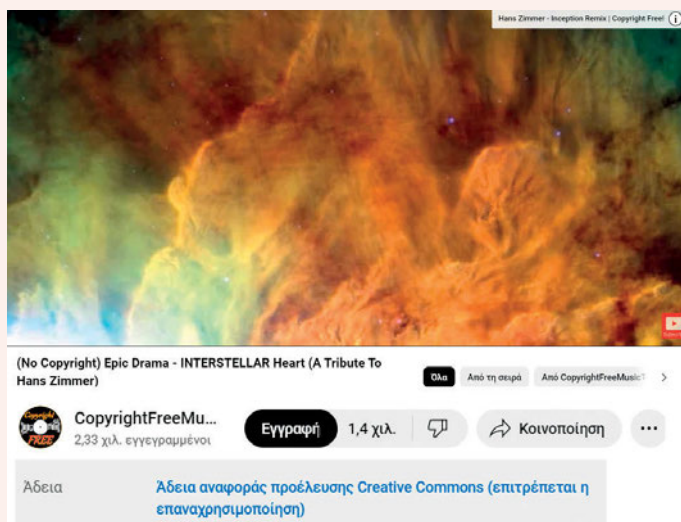 Hans Zimmer - Inception Remix | Copyright Free!
(No Copyright) Epic Drama - INTERSTELLAR Heart (A Tribute To
Hans Zimmer)
Όλα
Από τη σειρά
Από CopyrightFreeMusic
CopyrightFreeMu...
2,33 χιλ. εγγεγραμμένοι
Εγγραφή
1,4 χιλ.
Κοινοποίηση
Copyright
FREE
Άδεια
Άδεια αναφοράς προέλευσης Creative Commons (επιτρέπεται η
επαναχρησιμοποίηση)